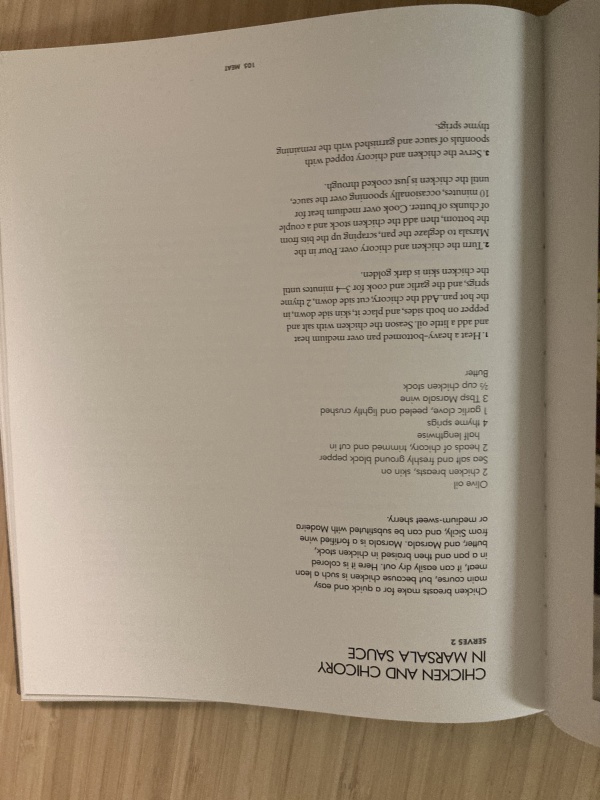 CHICKEN AND CHICORY
IN MARSALA SAUCE
SERVES 2
Chicken breasts make for a quick and easy
main course, but because chicken is such a lean
meat, it can easily dry out. Here it is colored
in a pan and then braised in chicken stock,
butter, and Marsala. Marsala is a fortified wine
from Sicily, and can be substituted with Madeira
or medium-sweet sherry.
Olive oil
2 chicken breasts, skin on
Sea salt and freshly ground black pepper
2 heads of chicory, trimmed and cut in
half lengthwise
4 thyme sprigs
1 garlic clove, peeled and lightly crushed
3 Tbsp Marsala wine
⅔ cup chicken stock
Butter
1. Heat a heavy-bottomed pan over medium heat
and add a little oil. Season the chicken with salt and
pepper on both sides, and place it, skin side down, in
the hot pan. Add the chicory, cut side down, 2 thyme
sprigs, and the garlic and cook for 3–4 minutes until
the chicken skin is dark golden.
2. Turn the chicken and chicory over. Pour in the
Marsala to deglaze the pan, scraping up the bits from
the bottom, then add the chicken stock and a couple
of chunks of butter. Cook over medium heat for
10 minutes, occasionally spooning over the sauce,
until the chicken is just cooked through.
3. Serve the chicken and chicory topped with
spoonfuls of sauce and garnished with the remaining
thyme sprigs.
105 MEAT